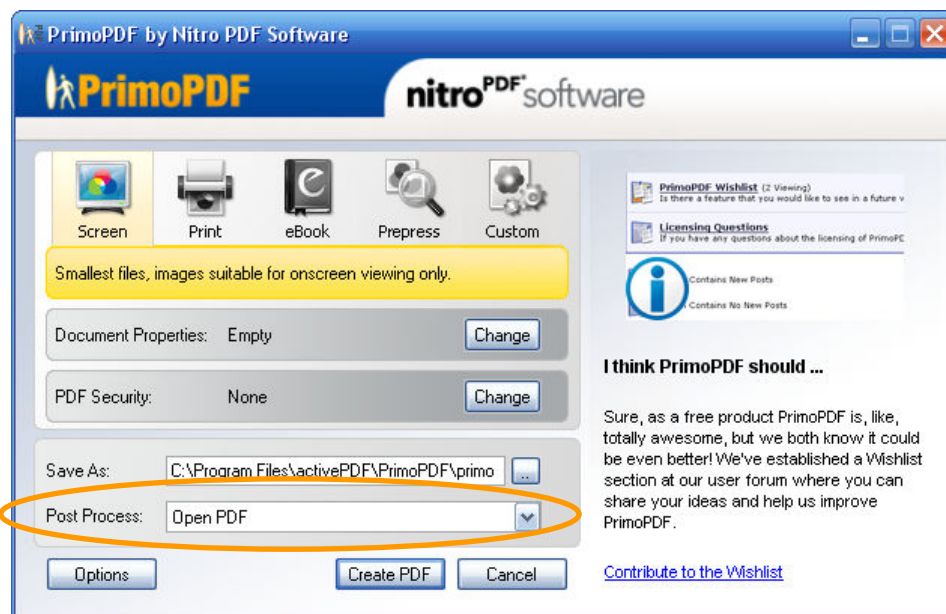 PrimoPDF by Nitro PDF Software
PrimoPDF
nitro PDF software
Screen
Print
eBook
Prepress
Custom
Smallest files, images suitable for onscreen viewing only.
Document Properties: Empty
Change
PDF Security: None
Change
Save As: C:\Program Files\activePDF\PrimoPDF\primo
..
Post Process: Open PDF
Options
Create PDF
Cancel
PrimoPDF Wishlist (2 Viewing)
Is there a feature that you would like to see in a future v
Licensing Questions
If you have any questions about the licensing of PrimoPD
Contains New Posts
Contains No New Posts
I think PrimoPDF should ...
Sure, as a free product PrimoPDF is, like,
totally awesome, but we both know it could
be even better! We've established a Wishlist
section at our user forum where you can
share your ideas and help us improve
PrimoPDF.
Contribute to the Wishlist